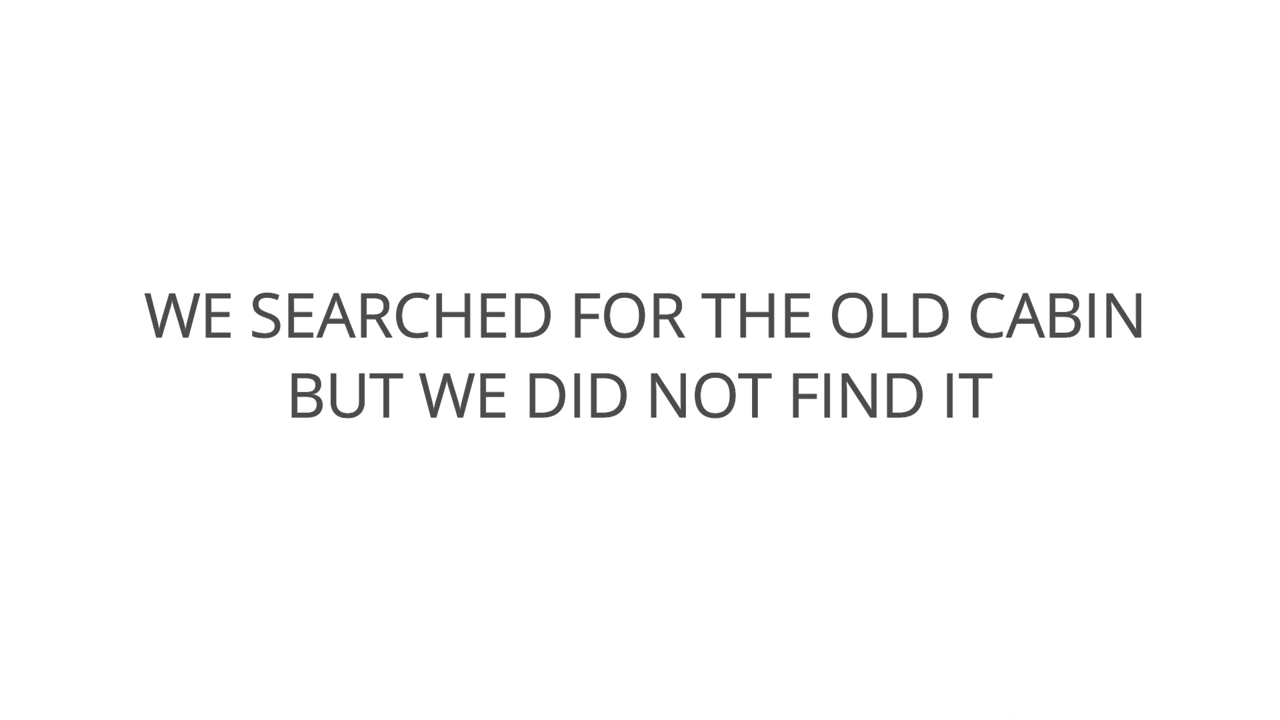 WE SEARCHED FOR THE OLD CABIN
BUT WE DID NOT FIND IT